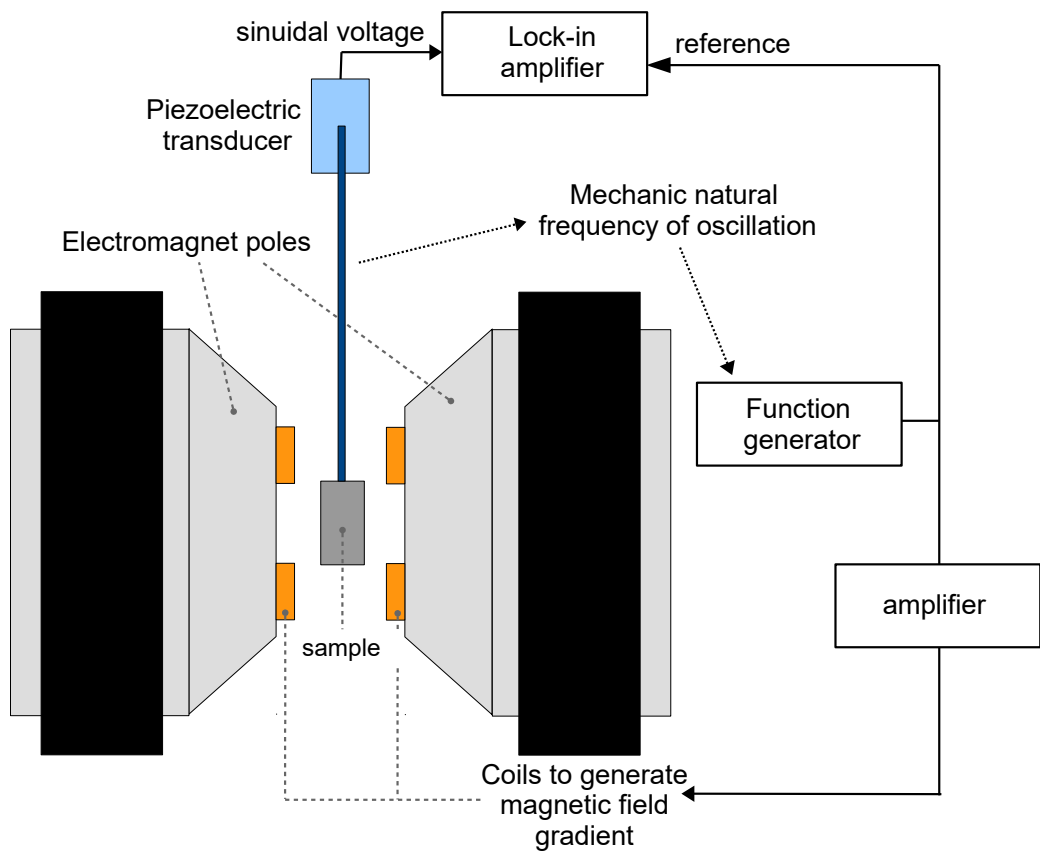 sinuidal voltage
Lock-in
amplifier
reference
Piezoelectric
transducer
Mechanic natural
frequency of oscillation
Electromagnet poles
Function
generator
amplifier
sample
Coils to generate
magnetic field
gradient